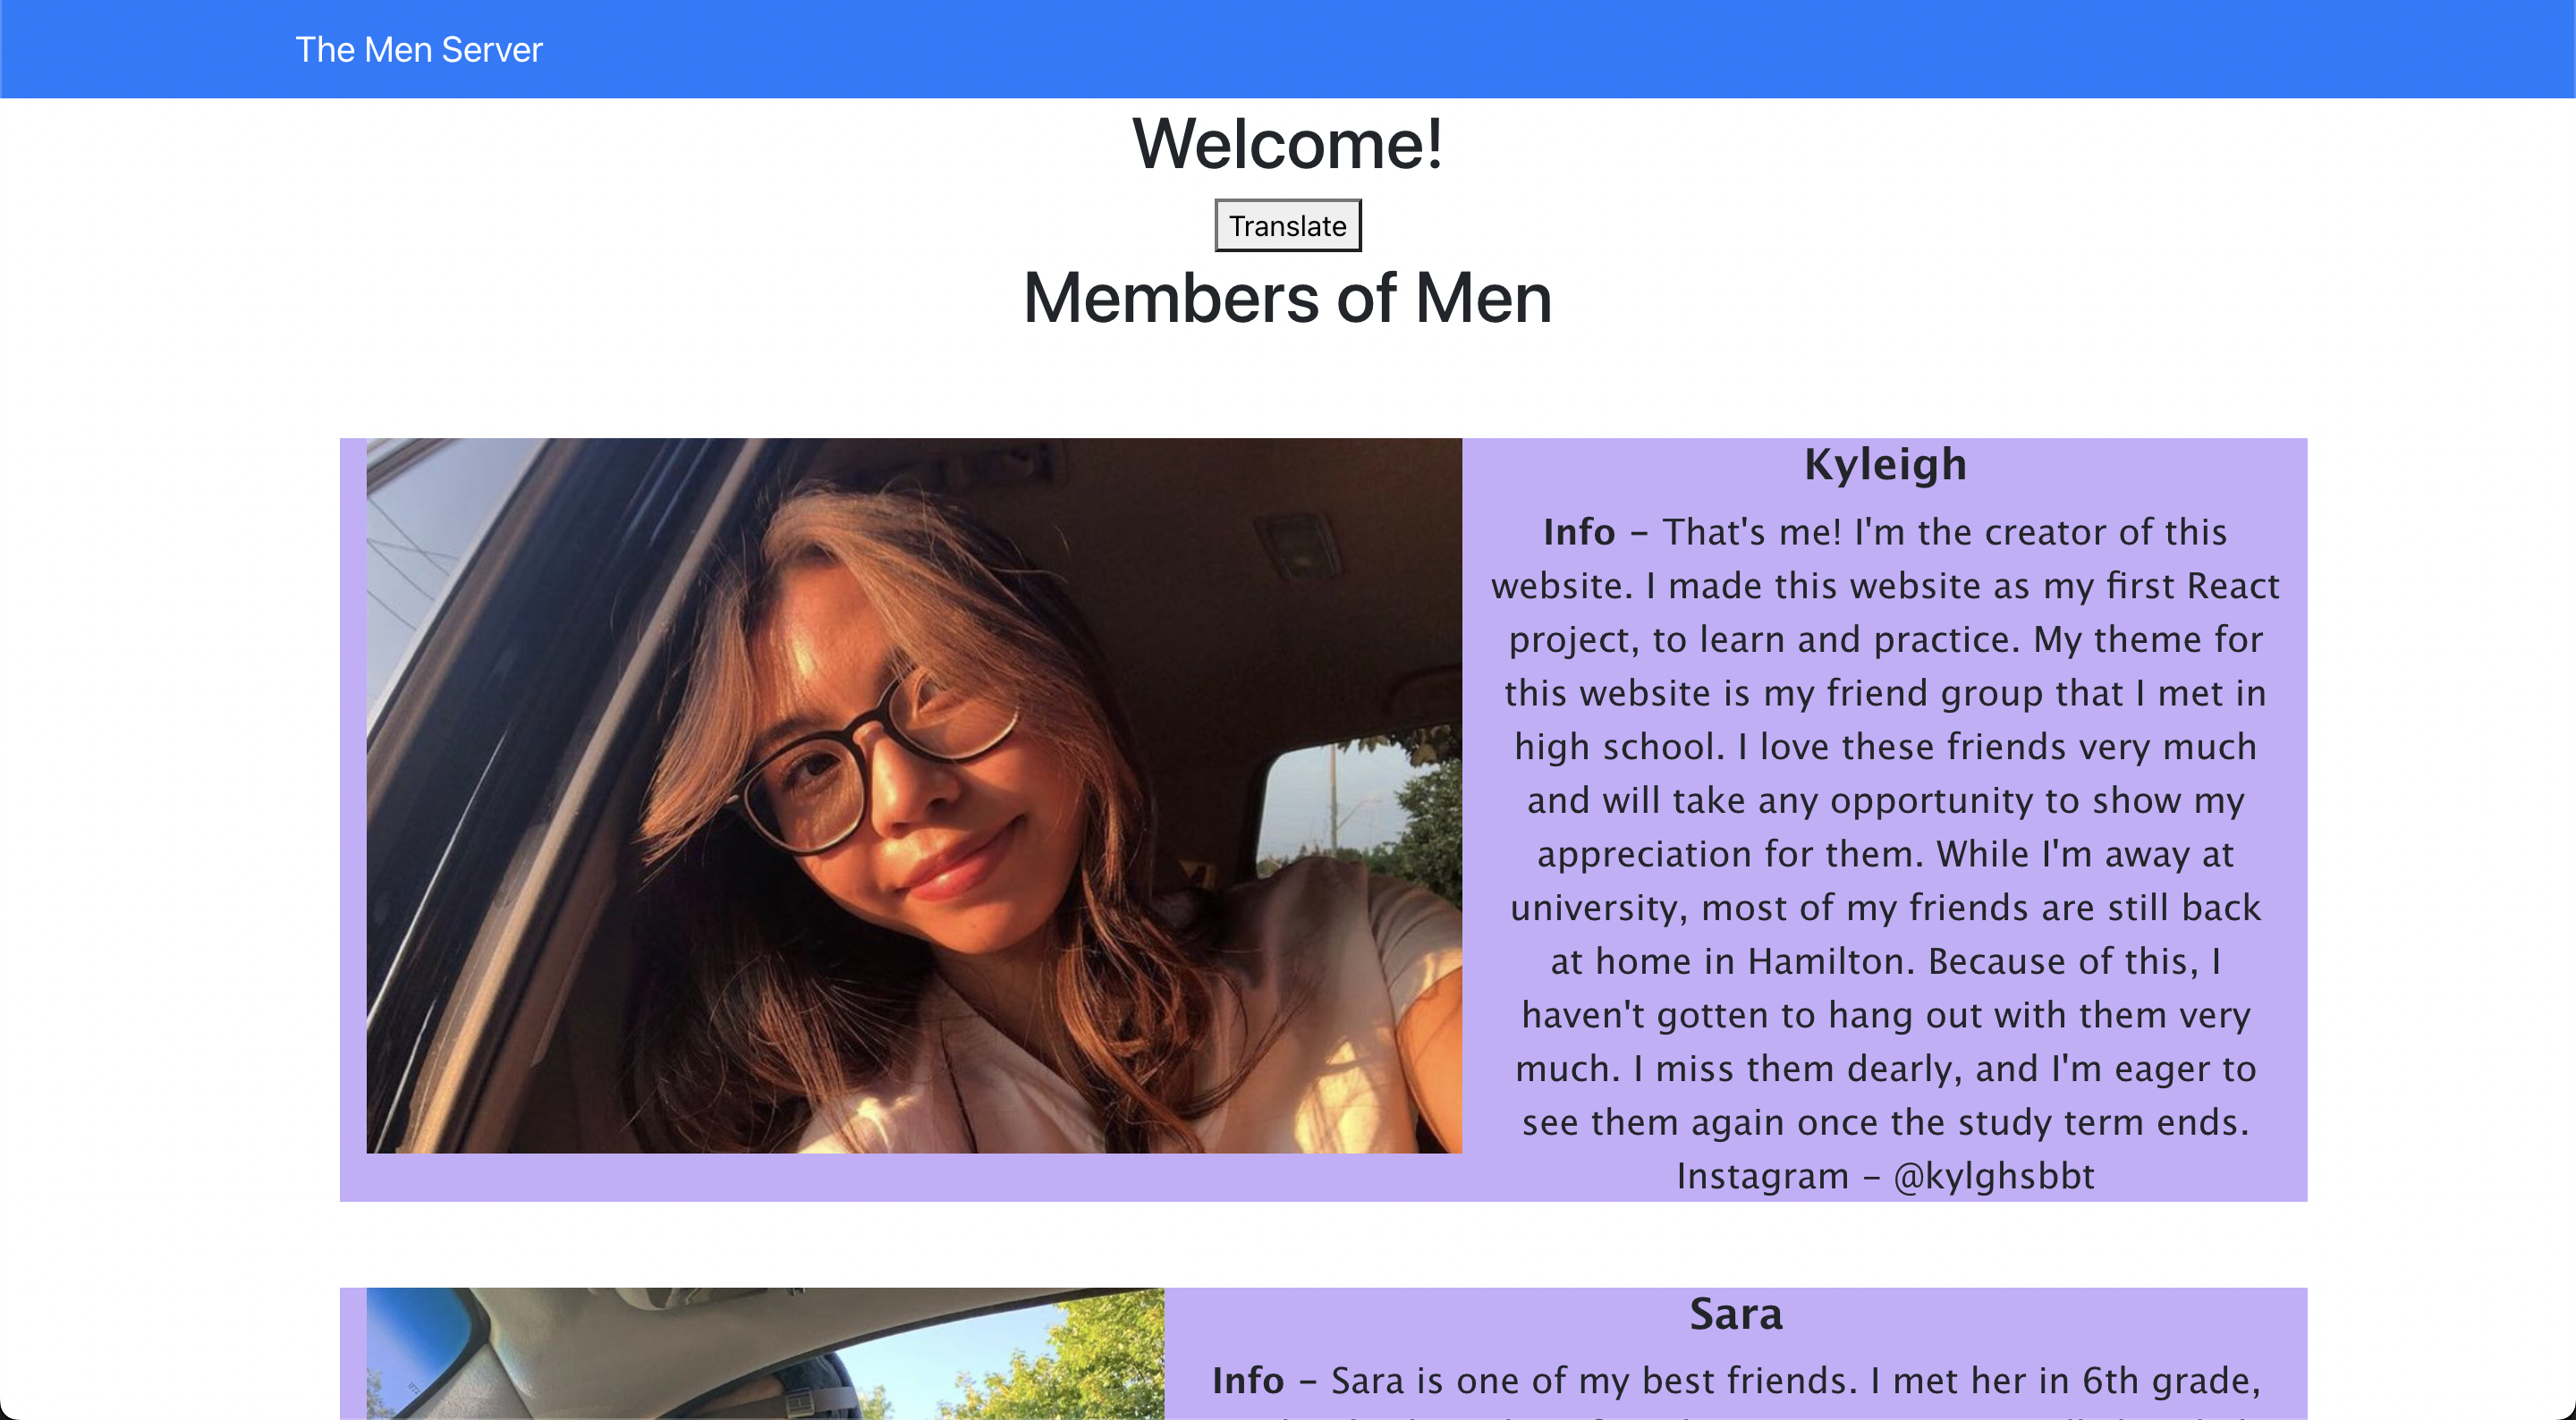 The Men Server
Welcome!
Translate
Members of Men
Kyleigh
Info - That's me! I'm the creator of this
website. I made this website as my first React
project, to learn and practice. My theme for
this website is my friend group that I met in
high school. I love these friends very much
and will take any opportunity to show my
appreciation for them. While I'm away at
university, most of my friends are still back
at home in Hamilton. Because of this, I
haven't gotten to hang out with them very
much. I miss them dearly, and I'm eager to
see them again once the study term ends.
Instagram - @kylghsbbt
Sara
Info - Sara is one of my best friends. I met her in 6th grade,